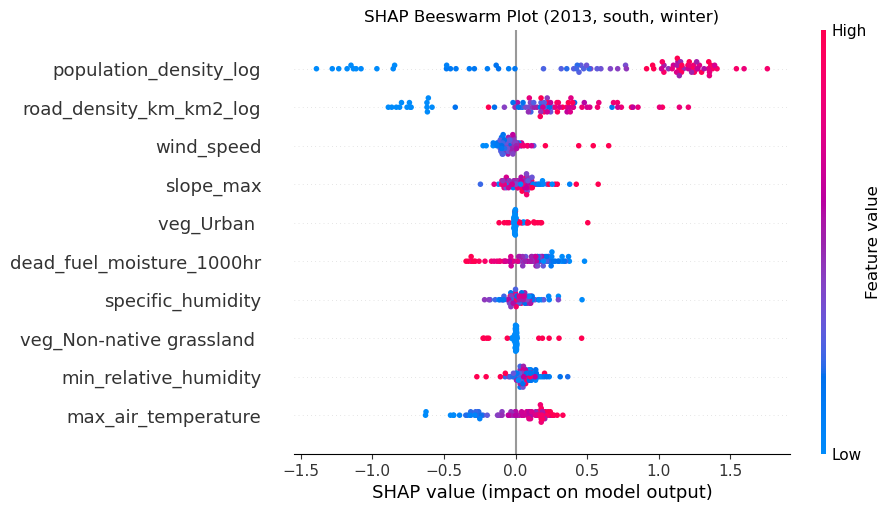 SHAP Beeswarm Plot (2013, south, winter)
High
population_density_log
road_density_km_km2_log
wind_speed
slope_max
veg_Urban
dead_fuel_moisture_1000hr
specific_humidity
veg_Non-native grassland
min_relative_humidity
max_air_temperature
Feature value
Low
−1.5 −1.0 −0.5 0.0 0.5 1.0 1.5
SHAP value (impact on model output)